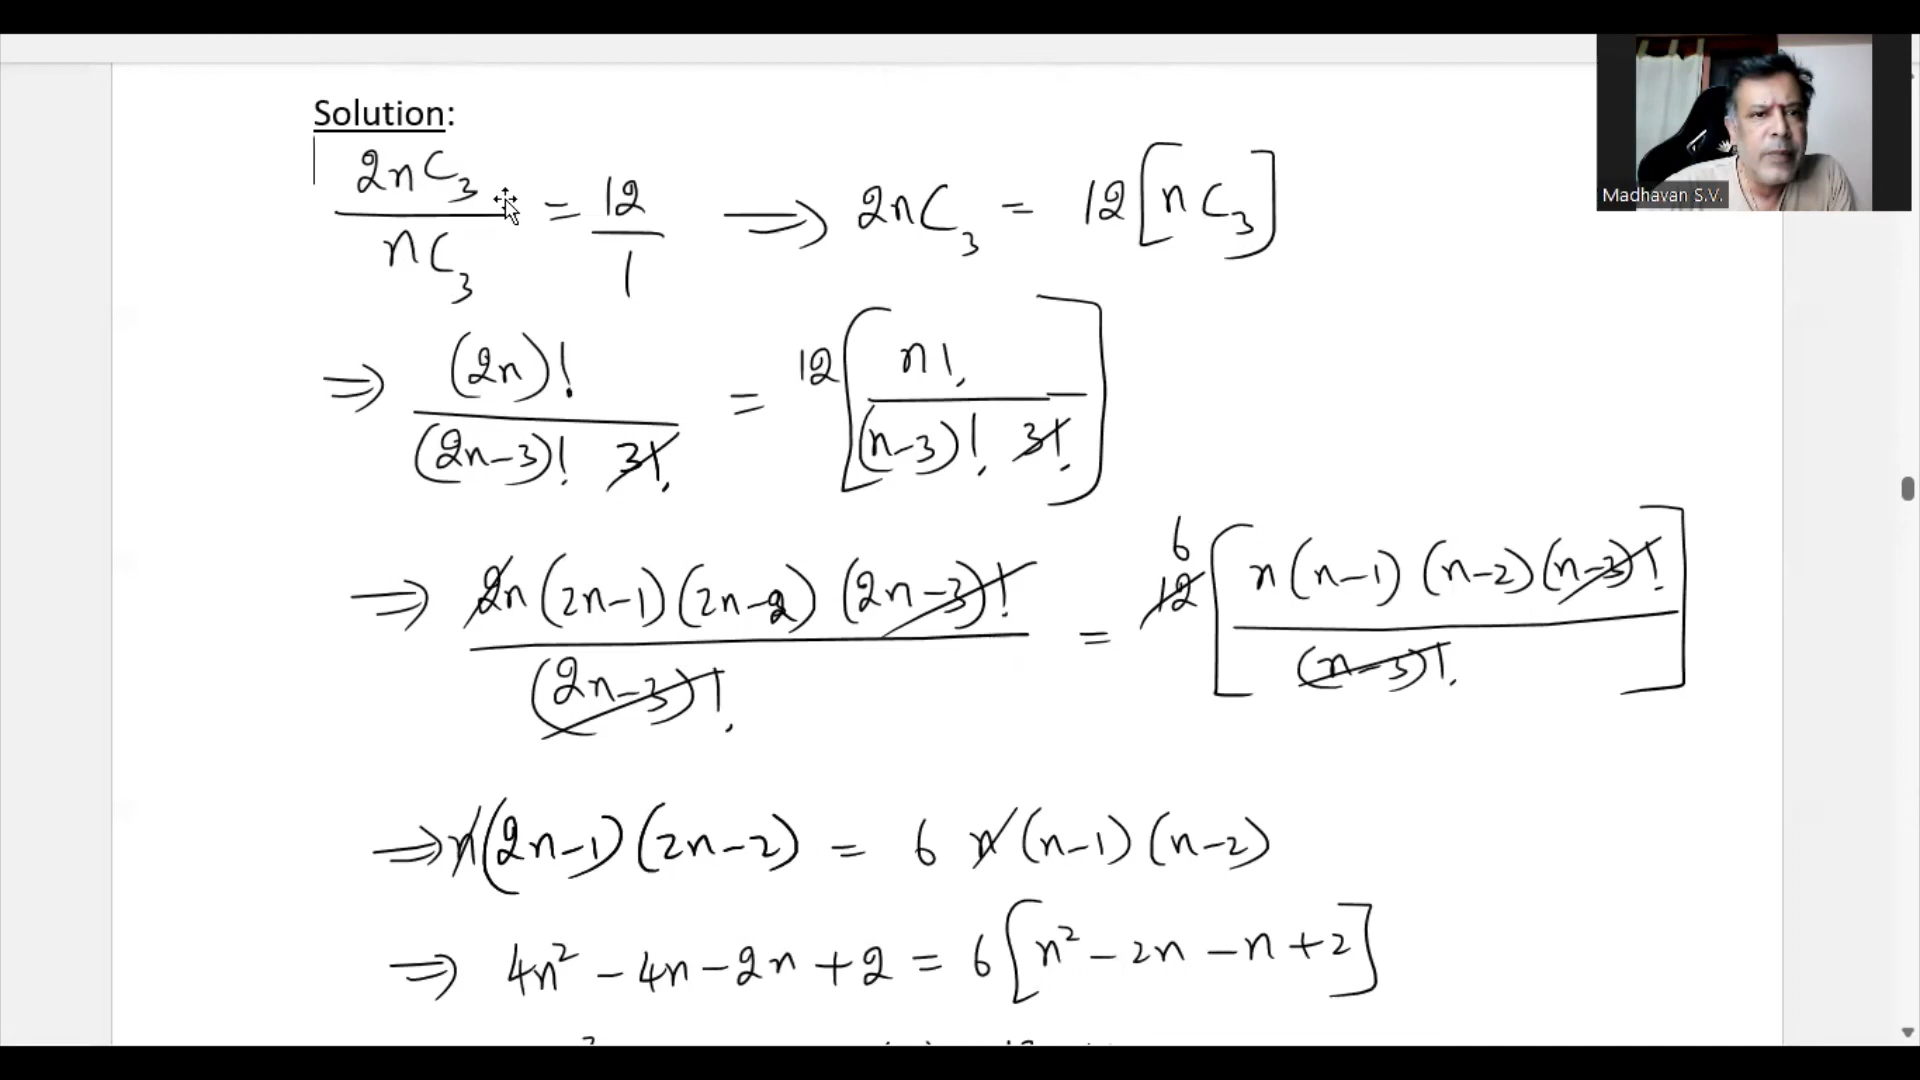 Solution:
2nC₃ / nC₃ = 12 / 1 ⟹ 2nC₃ = 12 [nC₃]
⇒ (2n)! / (2n-3)! 3! = 12 [n! / (n-3)! 3!]
⇒ 2n(2n-1)(2n-2)(2n-3)! / (2n-3)! = 6 12 [n(n-1)(n-2)(n-3)! / (n-3)!]
⇒ n(2n-1)(2n-2) = 6 n(n-1)(n-2)
⇒ 4n² - 4n - 2n + 2 = 6 [n² - 2n - n + 2]
Madhavan S.V.